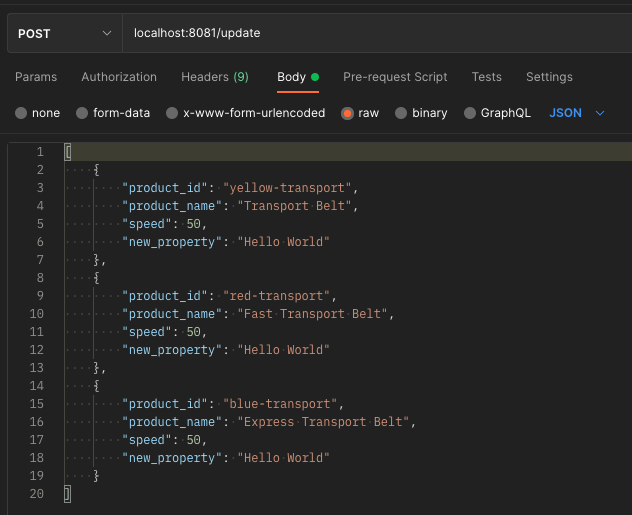 POST localhost:8081/update
Params Authorization Headers (9) Body Pre-request Script Tests Settings
none form-data x-www-form-urlencoded raw binary GraphQL JSON
1 [
2 {
3 "product_id": "yellow-transport",
4 "product_name": "Transport Belt",
5 "speed": 50,
6 "new_property": "Hello World"
7 },
8 {
9 "product_id": "red-transport",
10 "product_name": "Fast Transport Belt",
11 "speed": 50,
12 "new_property": "Hello World"
13 },
14 {
15 "product_id": "blue-transport",
16 "product_name": "Express Transport Belt",
17 "speed": 50,
18 "new_property": "Hello World"
19 }
20 ]